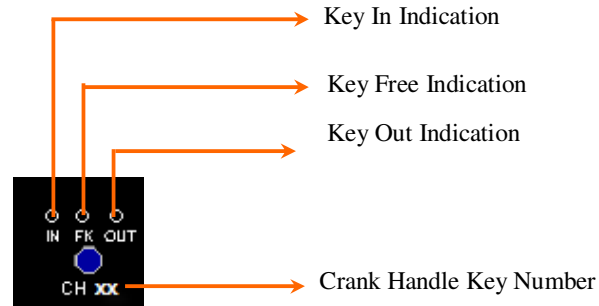 Key In Indication
Key Free Indication
Key Out Indication
IN FK OUT
CH XX
Crank Handle Key Number